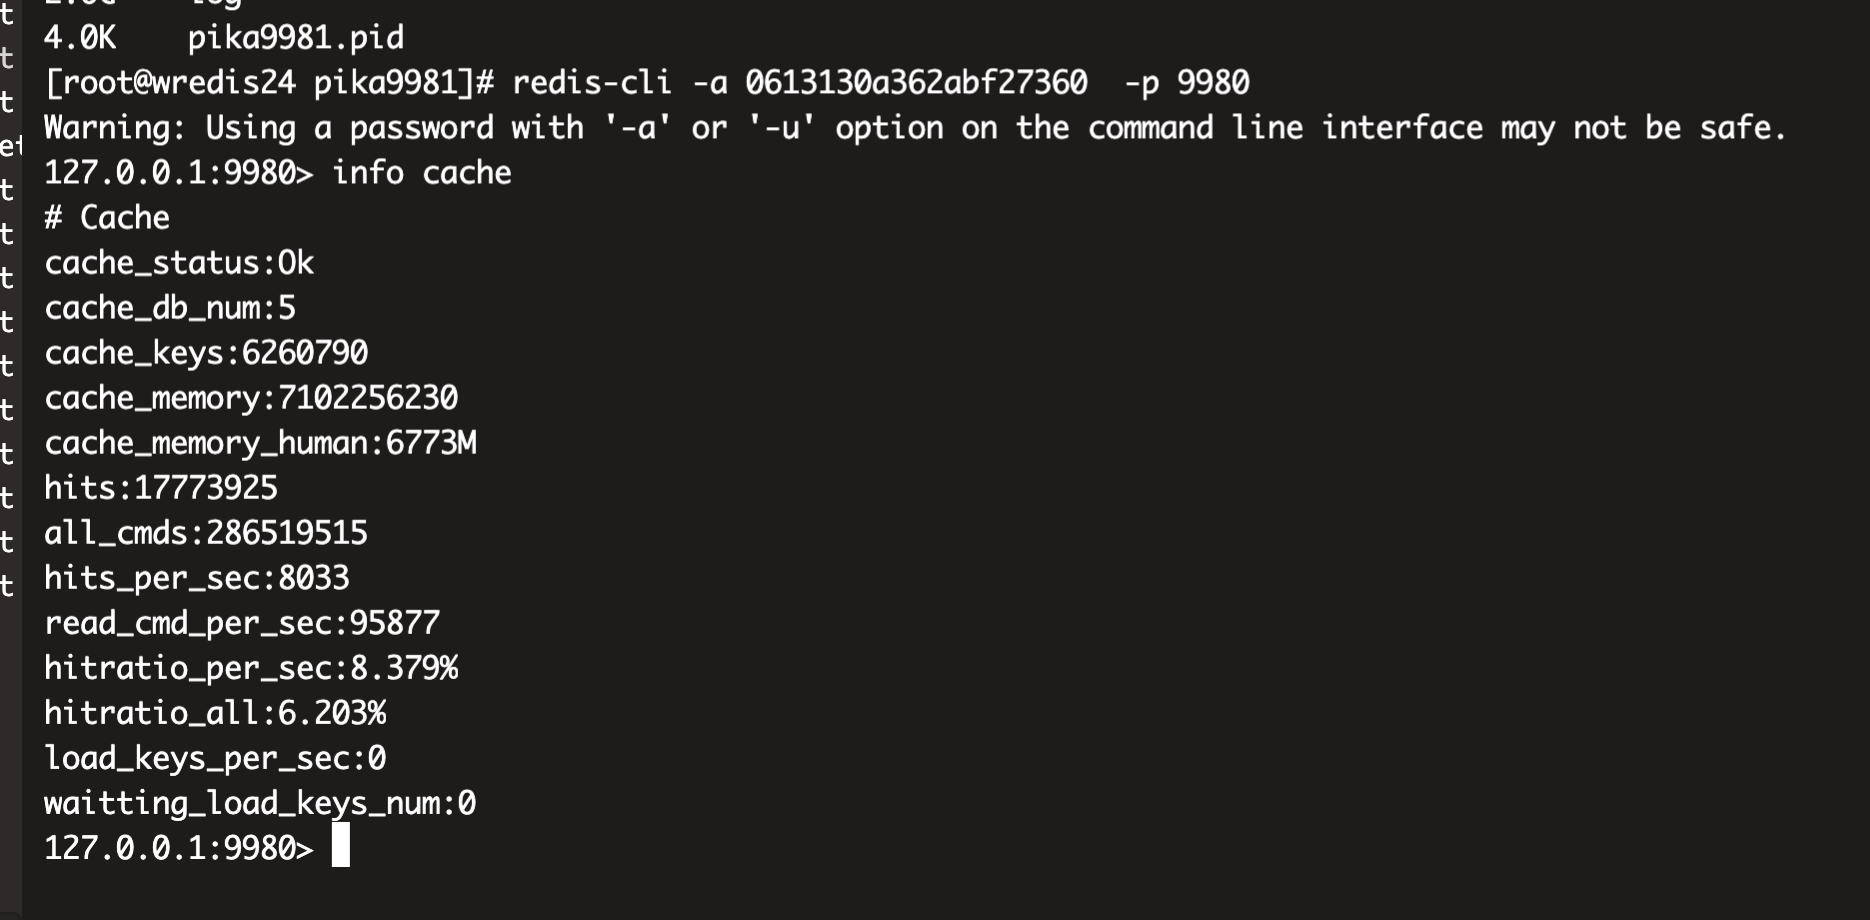 4.0K    pika9981.pid
[root@wredis24 pika9981]# redis-cli -a 0613130a362abf27360  -p 9980
Warning: Using a password with '-a' or '-u' option on the command line interface may not be safe.
127.0.0.1:9980> info cache
# Cache
cache_status:Ok
cache_db_num:5
cache_keys:6260790
cache_memory:7102256230
cache_memory_human:6773M
hits:17773925
all_cmds:286519515
hits_per_sec:8033
read_cmd_per_sec:95877
hitratio_per_sec:8.379%
hitratio_all:6.203%
load_keys_per_sec:0
waitting_load_keys_num:0
127.0.0.1:9980>